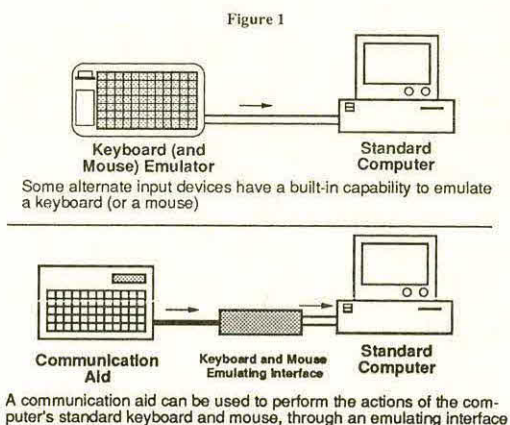 Figure 1
Keyboard (and
Mouse) Emulator
Standard
Computer
Some alternate input devices have a built-in capability to emulate
a keyboard (or a mouse)
Communication
Aid
Keyboard and Mouse
Emulating Interface
Standard
Computer
A communication aid can be used to perform the actions of the com-
puter's standard keyboard and mouse, through an emulating interface